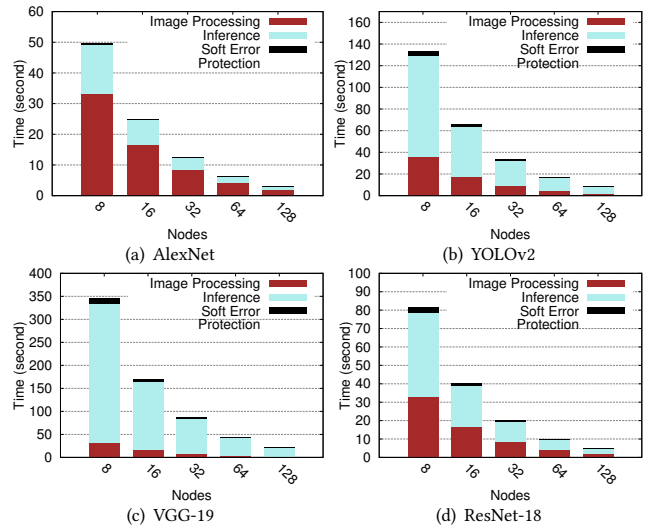 60
50
40
30
20
10
0
Time (second)
Image Processing
Inference
Soft Error
Protection
8
16
32
64
128
Nodes
(a) AlexNet
160
140
120
100
80
60
40
20
0
Time (second)
Image Processing
Inference
Soft Error
Protection
8
16
32
64
128
Nodes
(b) YOLOv2
400
350
300
250
200
150
100
50
0
Time (second)
Image Processing
Inference
Soft Error
Protection
8
16
32
64
128
Nodes
(c) VGG-19
100
90
80
70
60
50
40
30
20
10
0
Time (second)
Image Processing
Inference
Soft Error
Protection
8
16
32
64
128
Nodes
(d) ResNet-18